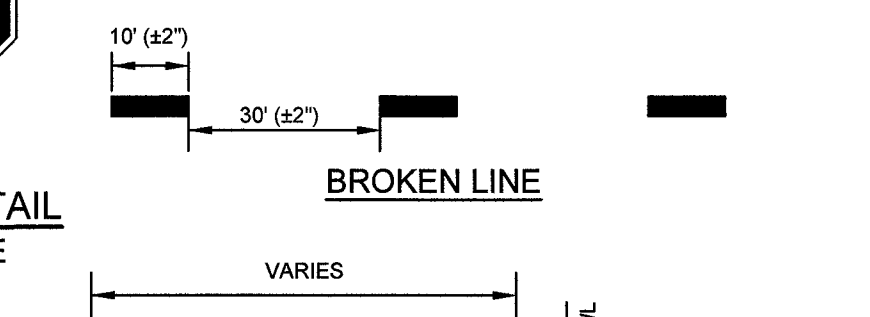 10' (±2")
30' (±2")
BROKEN LINE
TAIL
E
VARIES